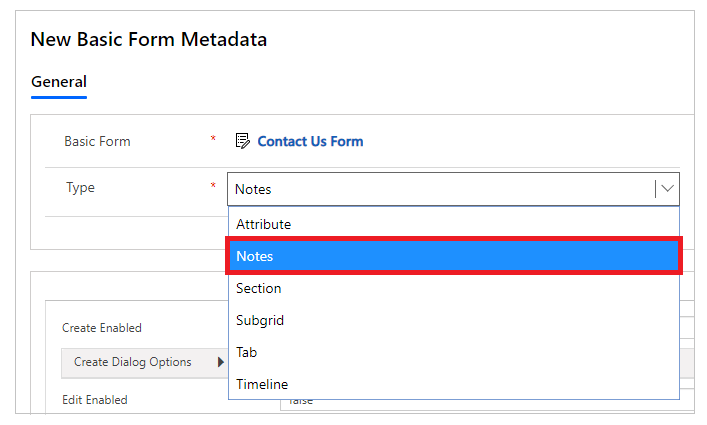 New Basic Form Metadata
General
Basic Form * Contact Us Form
Type * Notes
Attribute
Notes
Section
Subgrid
Tab
Timeline
Create Enabled
Create Dialog Options
Edit Enabled
false